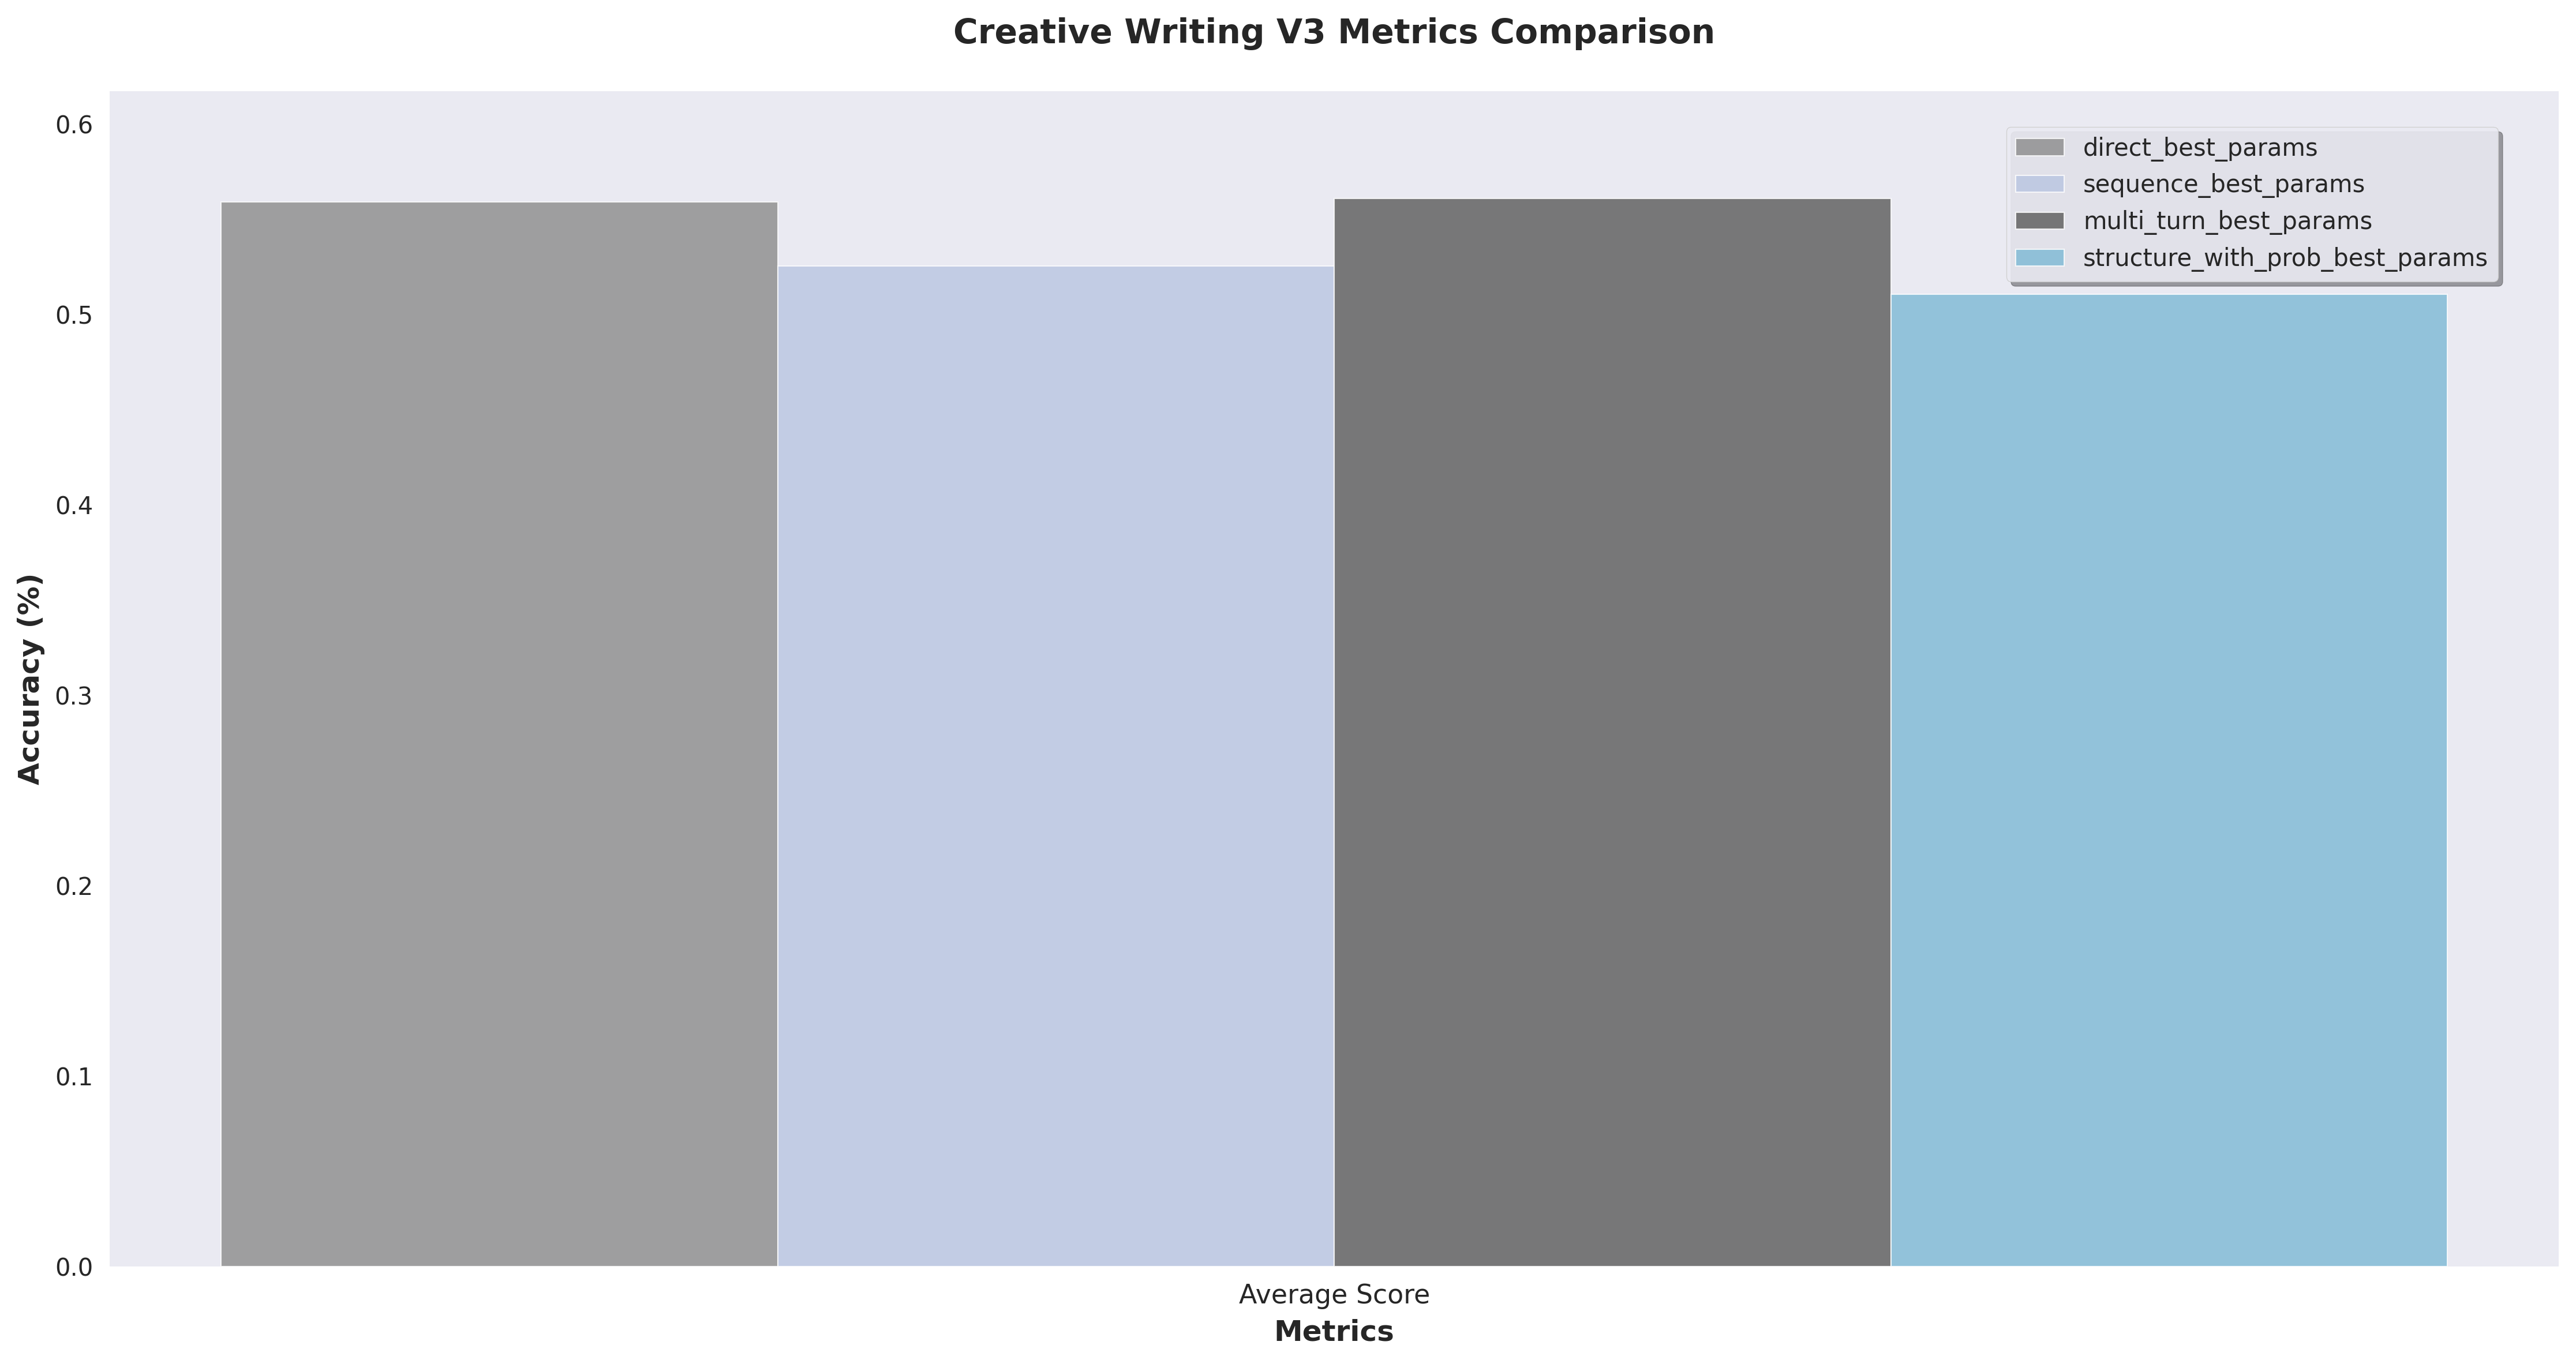 Creative Writing V3 Metrics Comparison
0.6
0.5
0.4
0.3
0.2
0.1
0.0
Accuracy (%)
direct_best_params
sequence_best_params
multi_turn_best_params
structure_with_prob_best_params
Average Score
Metrics